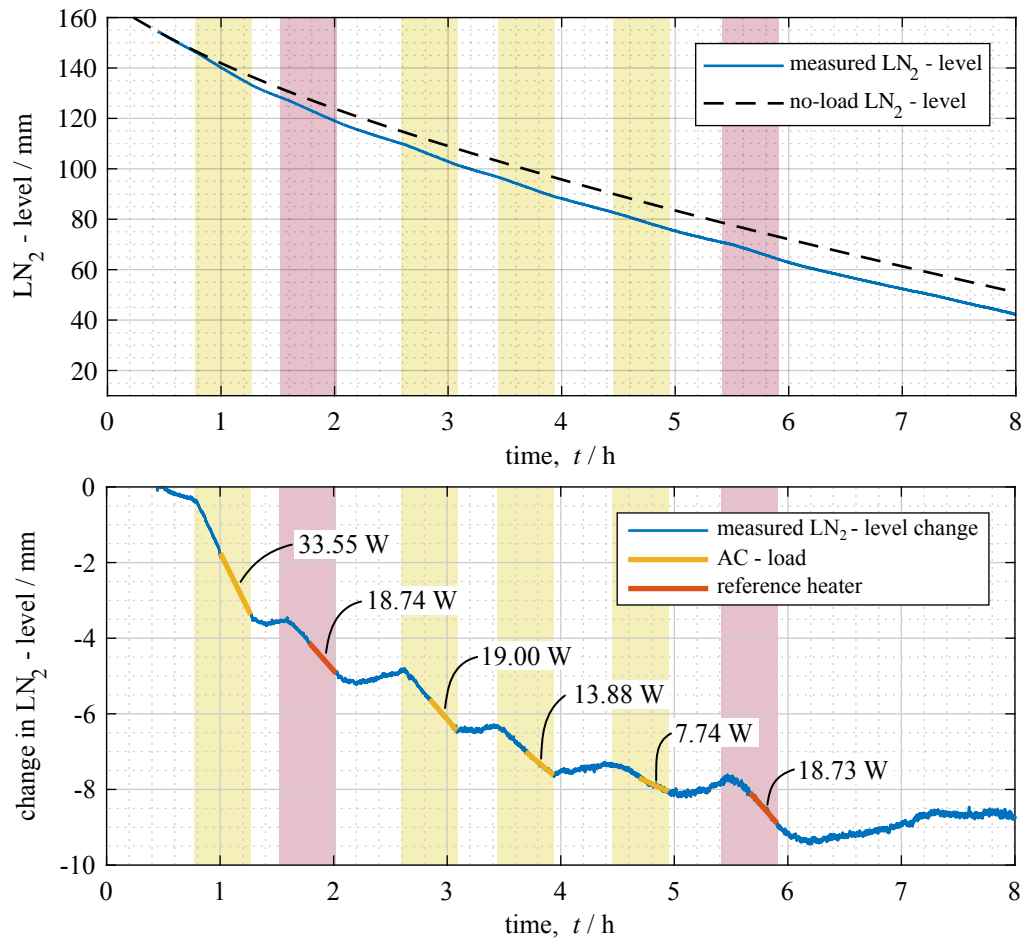 160
140
120
100
80
60
40
20
LN₂ - level / mm
measured LN₂ - level
no-load LN₂ - level
0 1 2 3 4 5 6 7 8
time, t / h
0
-2
-4
-6
-8
-10
change in LN₂ - level / mm
measured LN₂ - level change
AC - load
reference heater
33.55 W
18.74 W
19.00 W
13.88 W
7.74 W
18.73 W
0 1 2 3 4 5 6 7 8
time, t / h